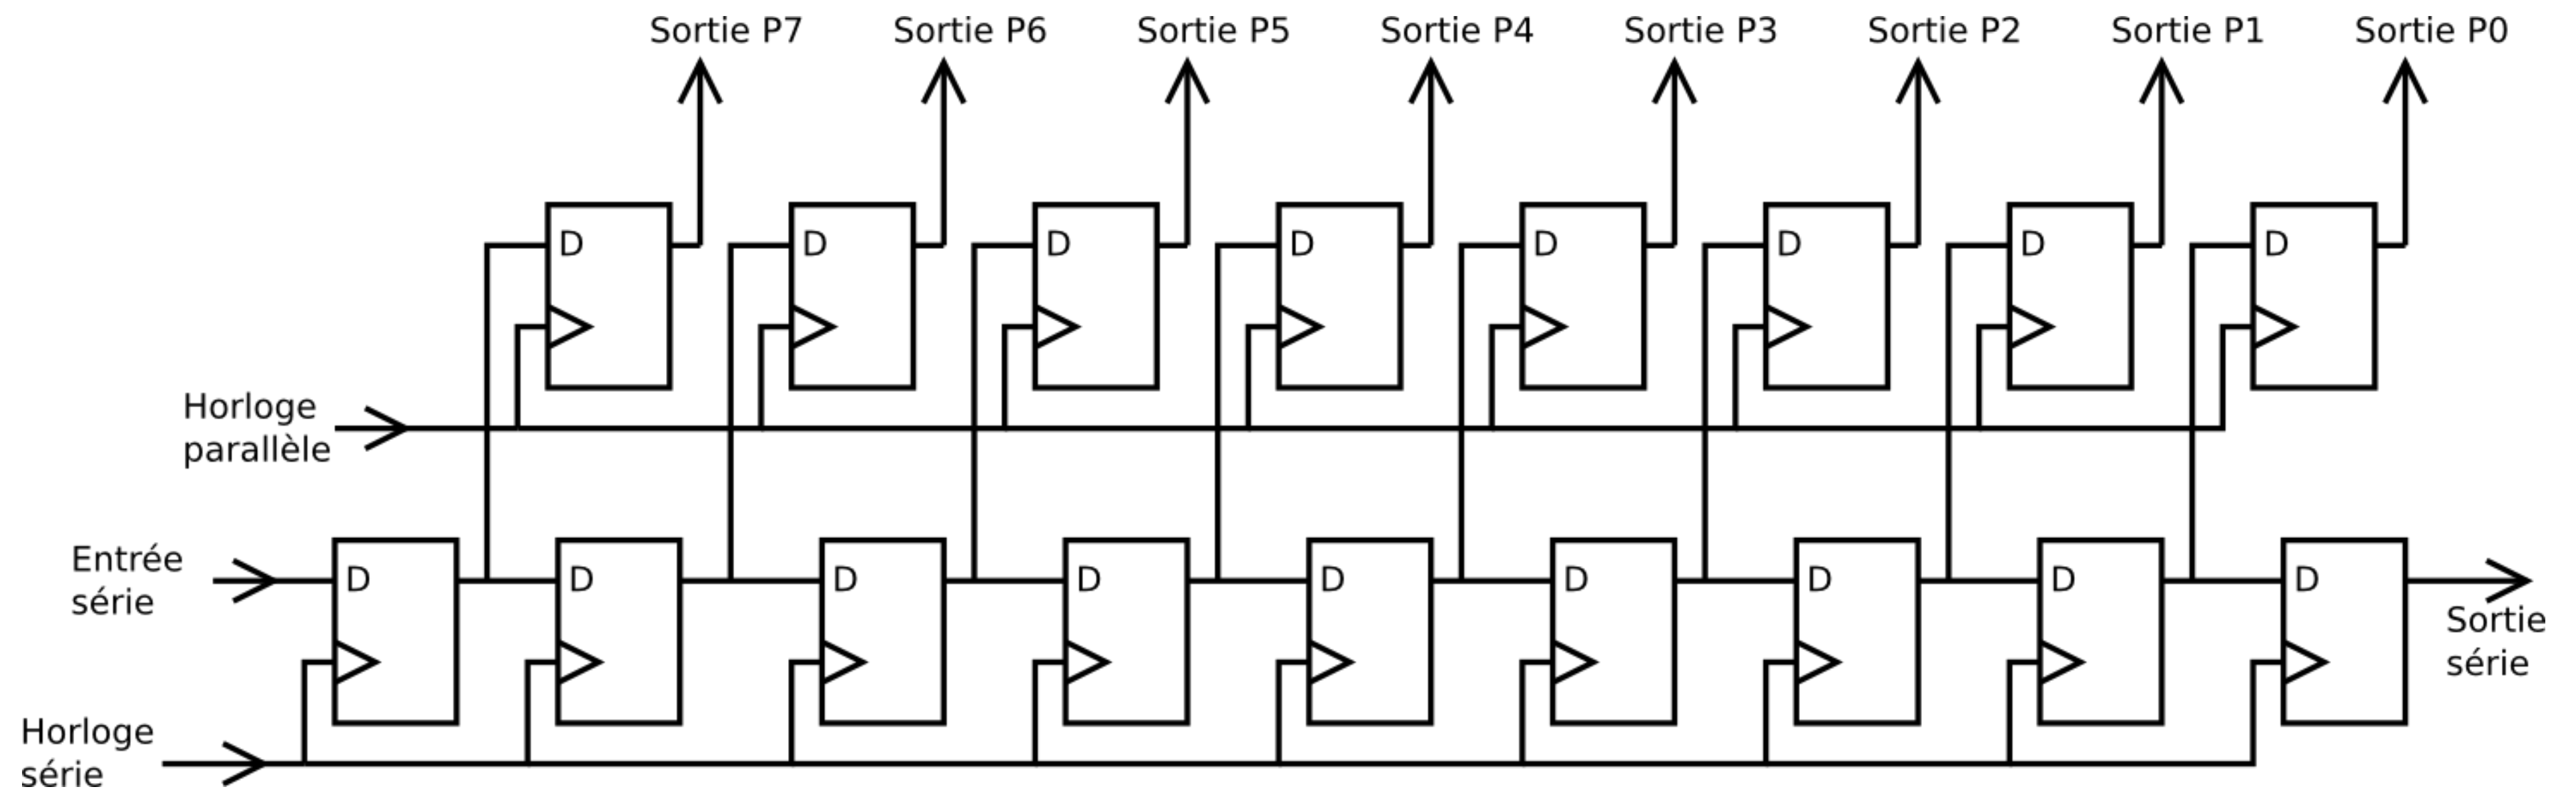 Sortie P7 Sortie P6 Sortie P5 Sortie P4 Sortie P3 Sortie P2 Sortie P1 Sortie P0
D D D D D D D D
Horloge
parallèle
Entrée
série
D D D D D D D D D
Sortie
série
Horloge
série